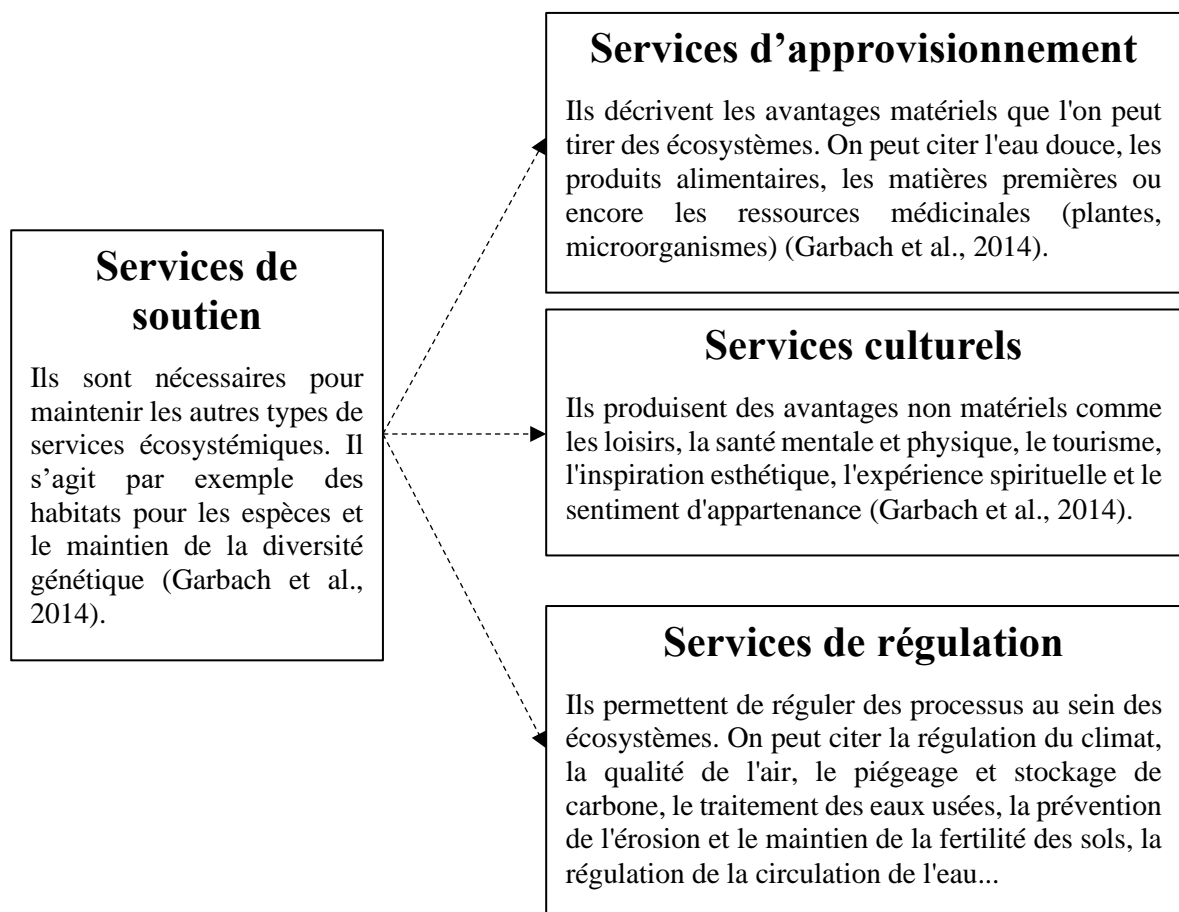 Services d’approvisionnement
Ils décrivent les avantages matériels que l'on peut
tirer des écosystèmes. On peut citer l'eau douce, les
produits alimentaires, les matières premières ou
encore les ressources médicinales (plantes,
microorganismes) (Garbach et al., 2014).
Services de
soutien
Ils sont nécessaires pour
maintenir les autres types de
services écosystémiques. Il
s’agit par exemple des
habitats pour les espèces et
le maintien de la diversité
génétique (Garbach et al.,
2014).
Services culturels
Ils produisent des avantages non matériels comme
les loisirs, la santé mentale et physique, le tourisme,
l'inspiration esthétique, l'expérience spirituelle et le
sentiment d'appartenance (Garbach et al., 2014).
Services de régulation
Ils permettent de réguler des processus au sein des
écosystèmes. On peut citer la régulation du climat,
la qualité de l'air, le piégeage et stockage de
carbone, le traitement des eaux usées, la prévention
de l'érosion et le maintien de la fertilité des sols, la
régulation de la circulation de l'eau...